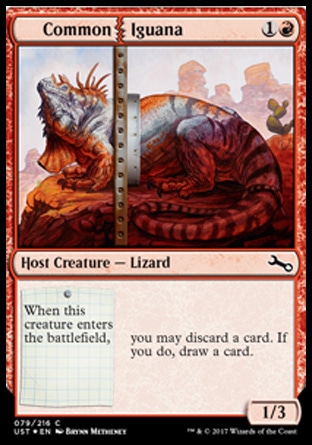 Common Iguana 1
Host Creature — Lizard
When this
creature enters
the battlefield,
you may discard a card. If
you do, draw a card.
079/216 C
UST • EN Brynn Metheney
™ & © 2017 Wizards of the Coast
1/3